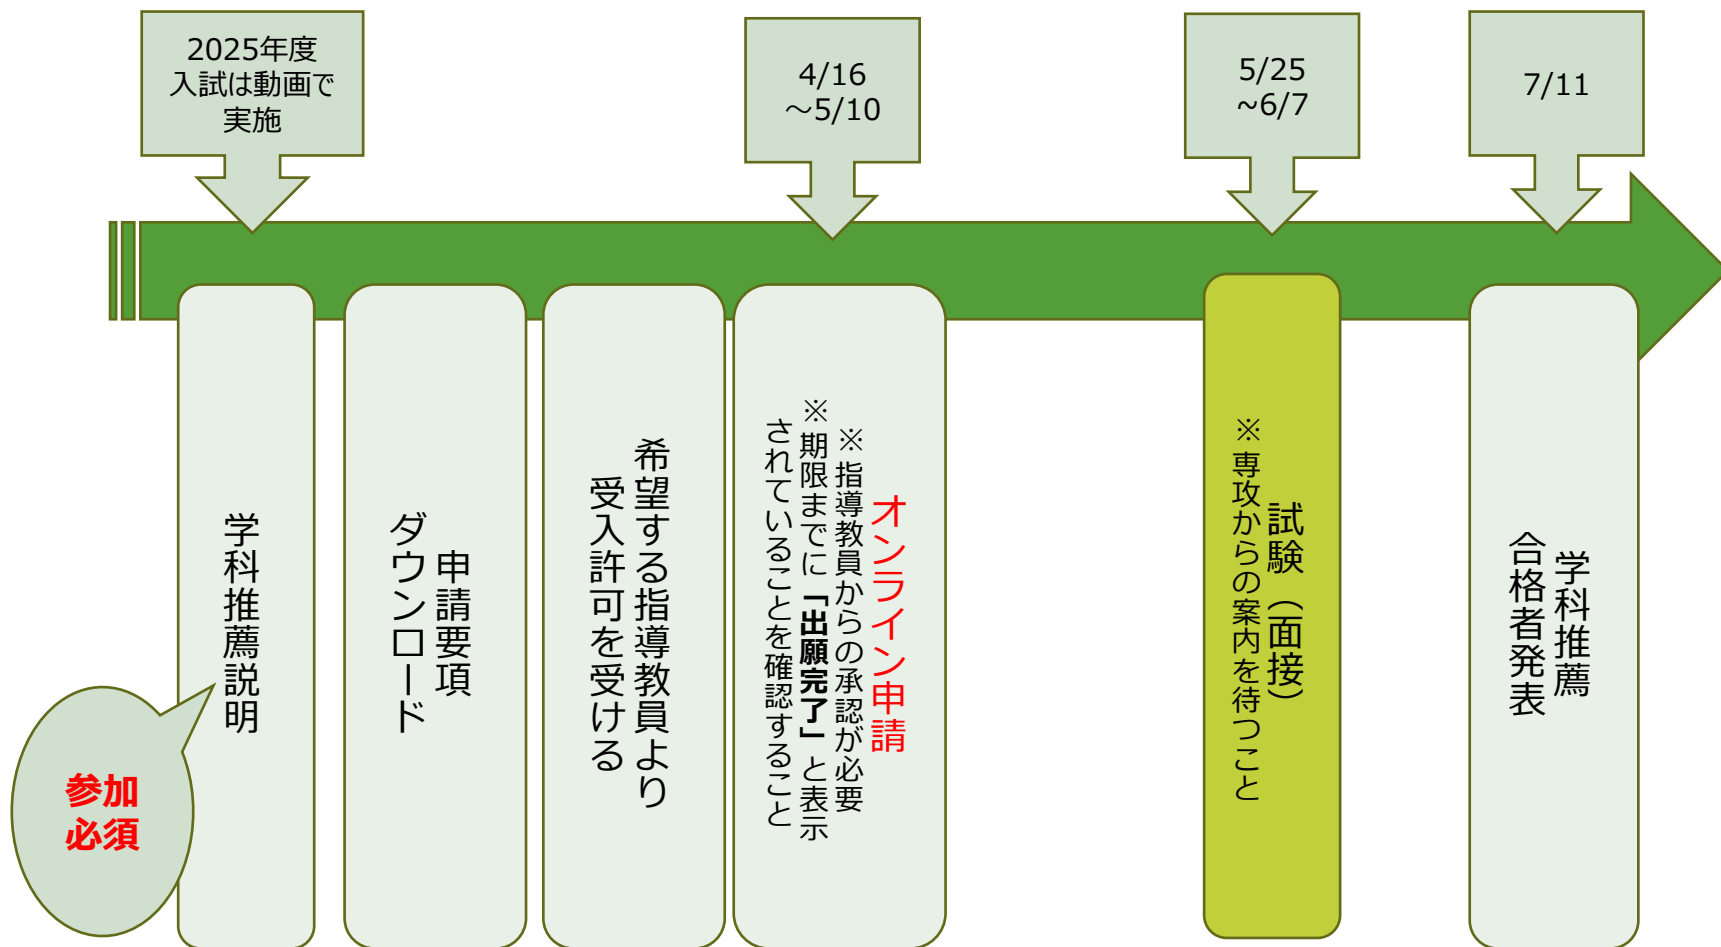 2025年度
入試は動画で
実施
4/16
～5/10
5/25
~6/7
7/11
学科推薦説明
参加
必須
申請要項
ダウンロード
希望する指導教員より
受入許可を受ける
オンライン申請
※指導教員からの承認が必要
※期限までに「出願完了」と表示
されていることを確認すること
試験（面接）
※専攻からの案内を待つこと
学科推薦
合格者発表